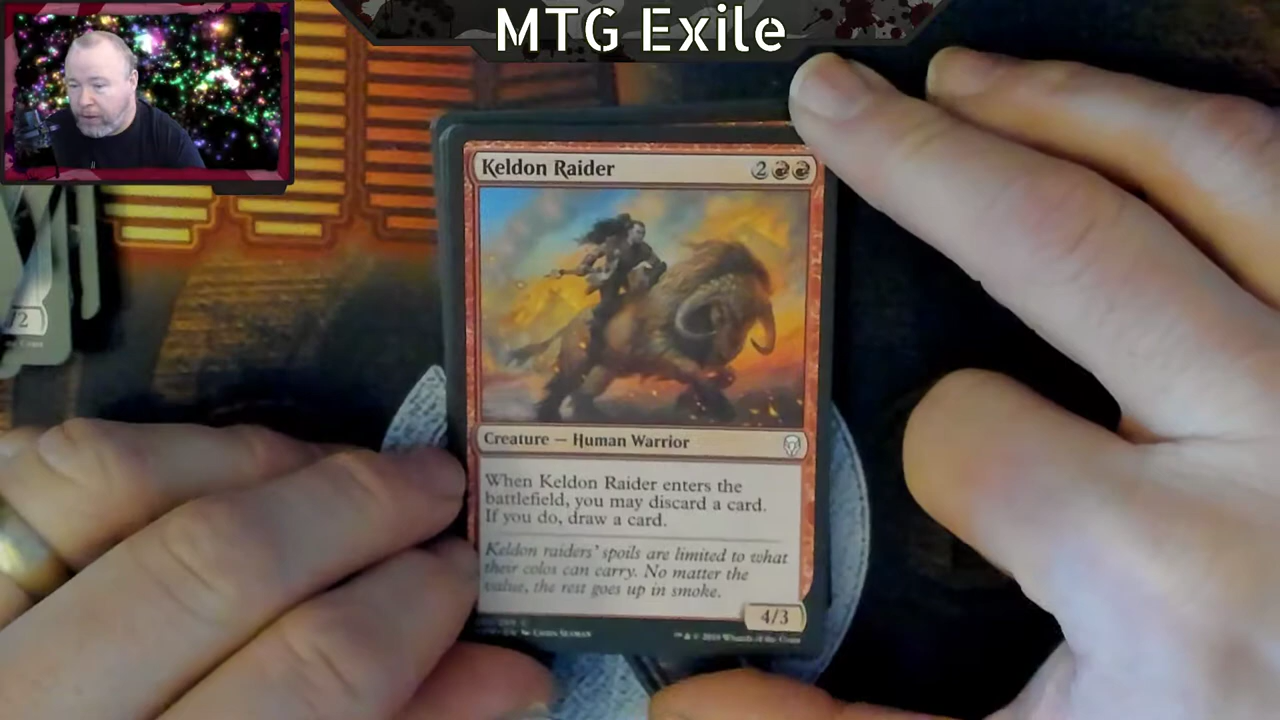 MTG Exile
Keldon Raider
2
Creature — Human Warrior
When Keldon Raider enters the
battlefield, you may discard a card.
If you do, draw a card.
Keldon raiders' spoils are limited to what
their colos can carry. No matter the
value, the rest goes up in smoke.
4/3